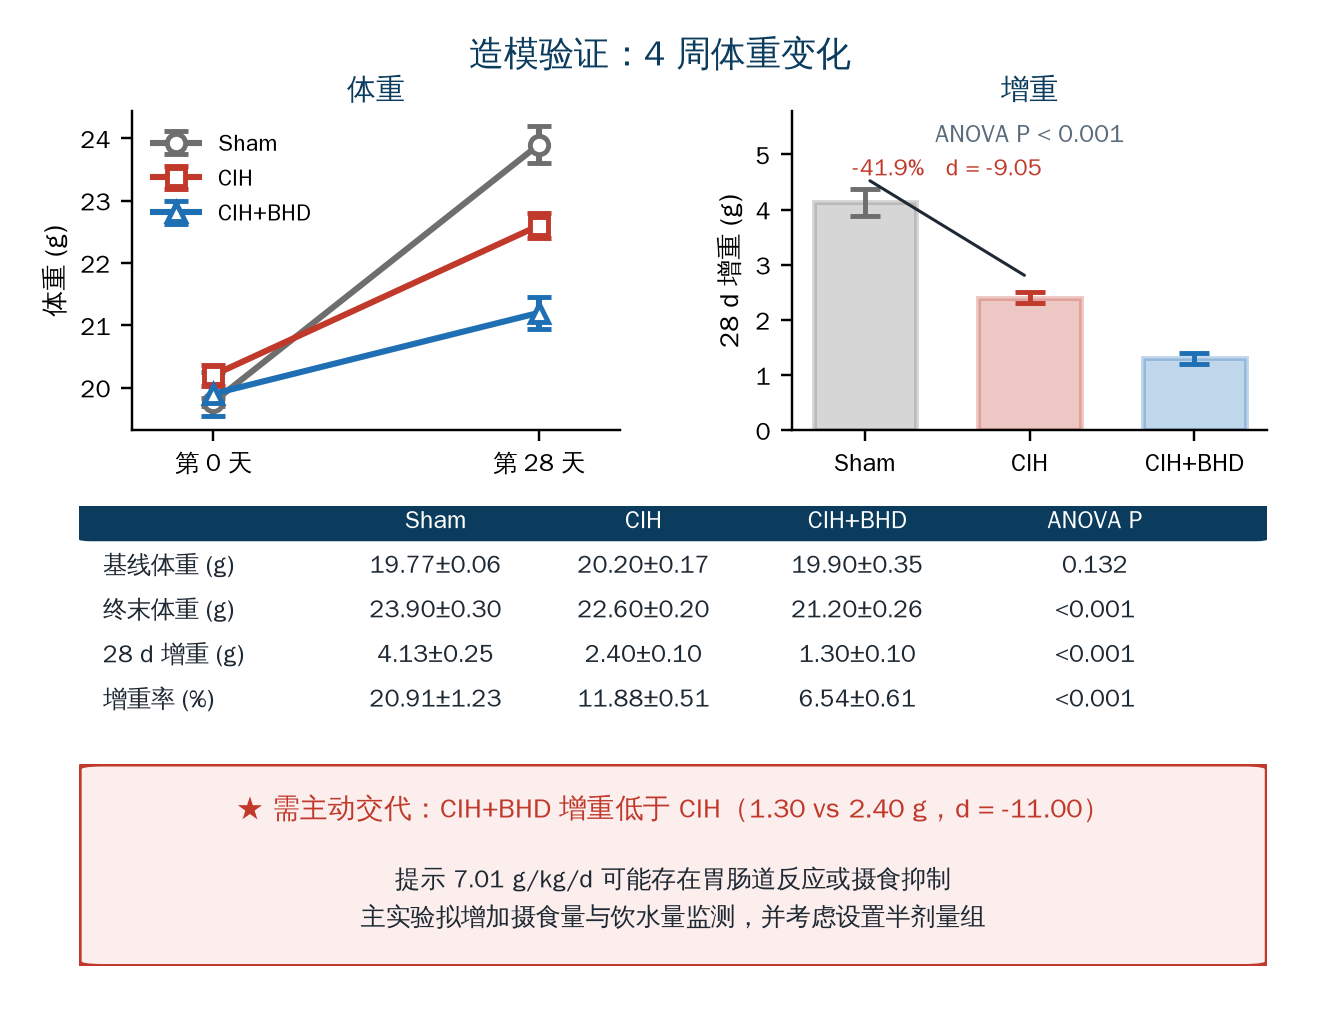 造模验证：4 周体重变化
体重
24
23
22
21
20
体重 (g)
Sham
CIH
CIH+BHD
第 0 天
第 28 天
增重
ANOVA P < 0.001
-41.9% d = -9.05
5
4
3
2
1
0
28 d 增重 (g)
Sham
CIH
CIH+BHD
Sham CIH CIH+BHD ANOVA P
基线体重 (g) 19.77±0.06 20.20±0.17 19.90±0.35 0.132
终末体重 (g) 23.90±0.30 22.60±0.20 21.20±0.26 <0.001
28 d 增重 (g) 4.13±0.25 2.40±0.10 1.30±0.10 <0.001
增重率 (%) 20.91±1.23 11.88±0.51 6.54±0.61 <0.001
★ 需主动交代：CIH+BHD 增重低于 CIH（1.30 vs 2.40 g，d = -11.00）
提示 7.01 g/kg/d 可能存在胃肠道反应或摄食抑制
主实验拟增加摄食量与饮水量监测，并考虑设置半剂量组